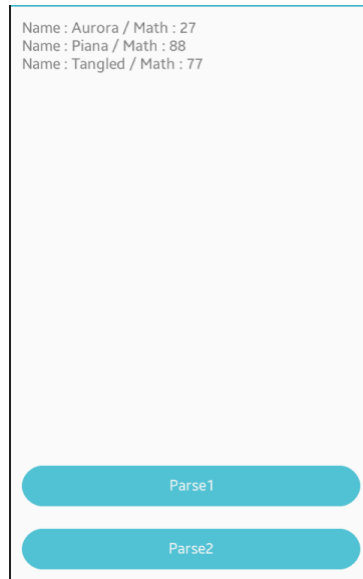 Name : Aurora / Math : 27
Name : Piana / Math : 88
Name : Tangled / Math : 77
Parse1
Parse2